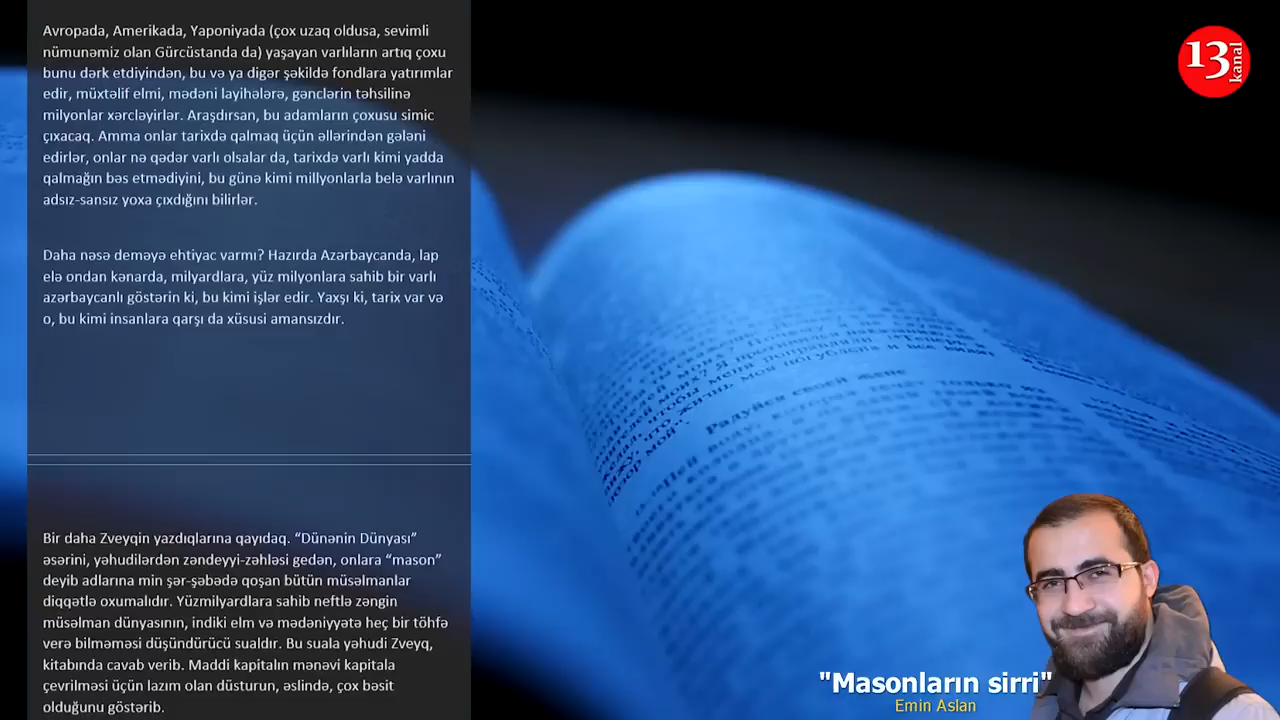 Avropada, Amerikada, Yaponiyada (çox uzaq oldusa, sevimli
nümunəmiz olan Gürcüstanda da) yaşayan varlıların artıq çoxu
bunu dərk etdiyindən, bu və ya digər şəkildə fondlara yatırımlar
edir, müxtəlif elmi, mədəni layihələrə, gənclərin təhsilinə
milyonlar xərcləyirlər. Araşdırsan, bu adamların çoxusu simic
çıxacaq. Amma onlar tarixdə qalmaq üçün əllərindən gələni
edirlər, onlar nə qədər varlı olsalar da, tarixdə varlı kimi yadda
qalmağın bəs etmədiyini, bu günə kimi millyonlarla belə varlının
adsız-sansız yoxa çıxdığını bilirlər.
Daha nəsə deməyə ehtiyac varmı? Hazırda Azərbaycanda, lap
elə ondan kənarda, milyardlara, yüz milyonlara sahib bir varlı
azərbaycanlı göstərin ki, bu kimi işlər edir. Yaxşı ki, tarix var və
o, bu kimi insanlara qarşı da xüsusi amansızdır.
Bir daha Zveyqin yazdıqlarına qayıdaq. “Dünənin Dünyası”
əsərini, yəhudilərdən zəndeyyi-zəhləsi gedən, onlara “mason”
deyib adlarına min şər-şəbədə qoşan bütün müsəlmanlar
diqqətlə oxumalıdır. Yüzmilyardlara sahib neftlə zəngin
müsəlman dünyasının, indiki elm və mədəniyyətə heç bir töhfə
verə bilməməsi düşündürücü sualdır. Bu suala yəhudi Zveyq,
kitabında cavab verib. Maddi kapitalın mənəvi kapitala
çevrilməsi üçün lazım olan düsturun, əslində, çox bəsit
olduğunu göstərib.
13 kanal
Радуйся своей жене
"Masonların sirri"
Emin Aslan